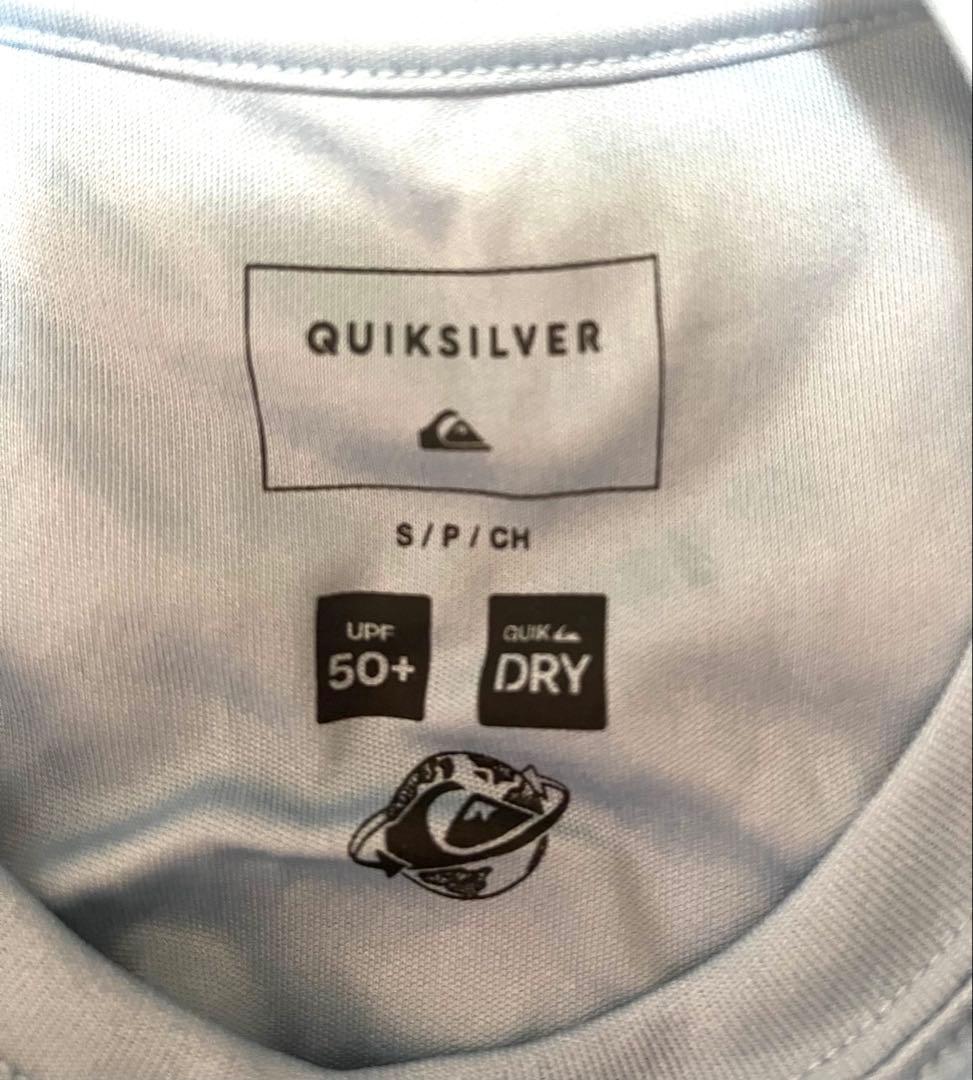 QUIKSILVER
S / P / CH
UPF
50+
QUIK
DRY